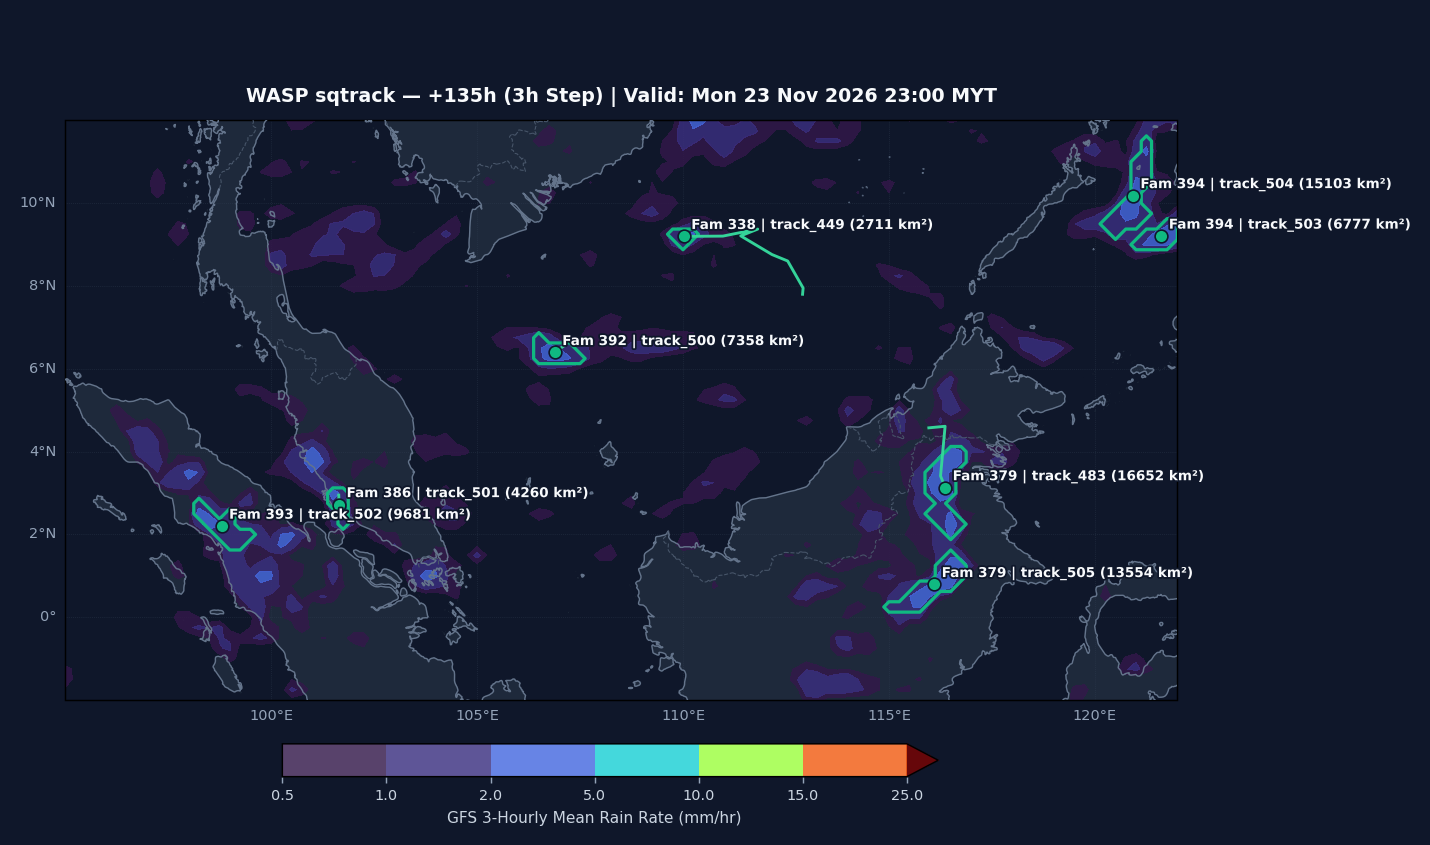 WASP sqtrack — +135h (3h Step) | Valid: Mon 23 Nov 2026 23:00 MYT
10°N
8°N
6°N
4°N
2°N
0°
Fam 394 | track_504 (15103 km²)
Fam 338 | track_449 (2711 km²)
Fam 394 | track_503 (6777 km²)
Fam 392 | track_500 (7358 km²)
Fam 379 | track_483 (16652 km²)
Fam 386 | track_501 (4260 km²)
Fam 393 | track_502 (9681 km²)
Fam 379 | track_505 (13554 km²)
100°E 105°E 110°E 115°E 120°E
0.5 1.0 2.0 5.0 10.0 15.0 25.0
GFS 3-Hourly Mean Rain Rate (mm/hr)